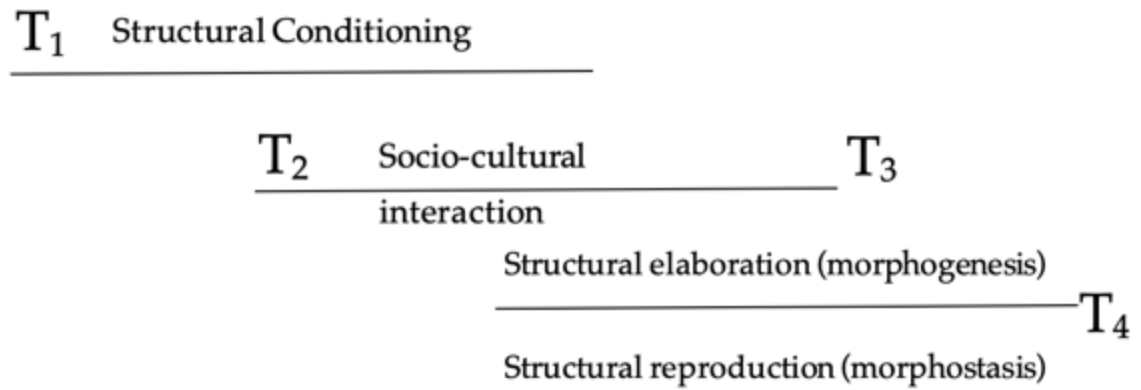 T₁ Structural Conditioning
T₂ Socio-cultural T₃
interaction
Structural elaboration (morphogenesis)
T₄
Structural reproduction (morphostasis)